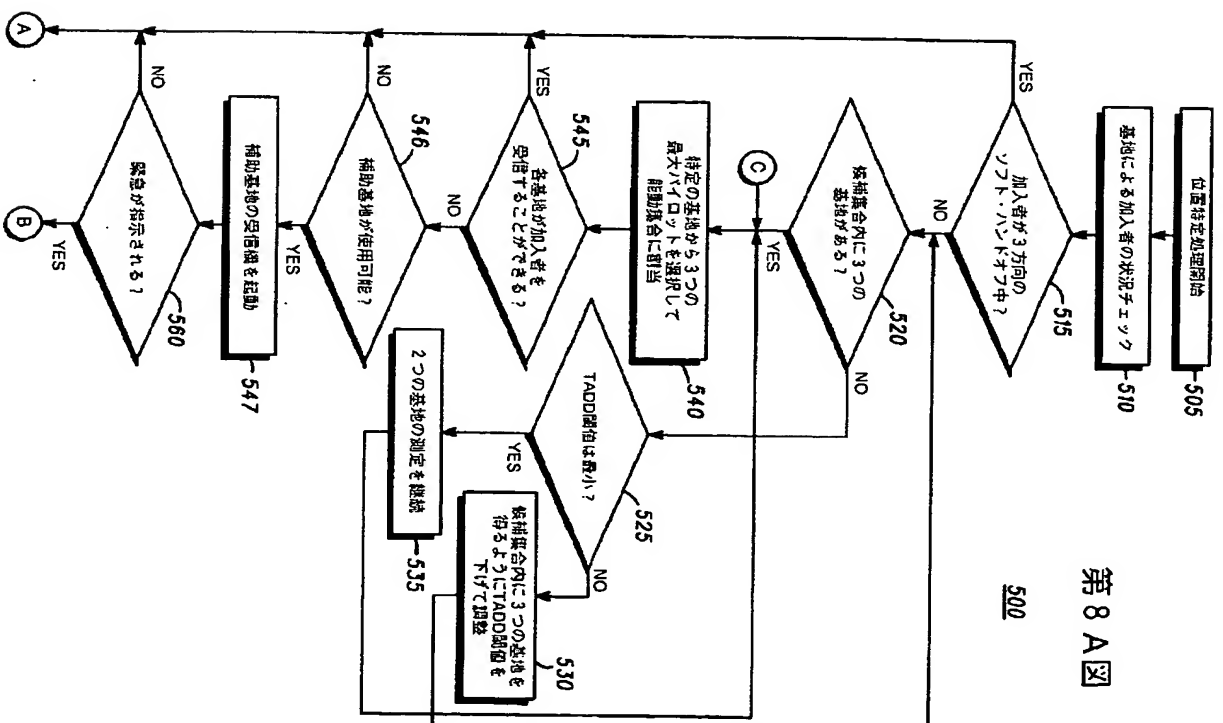 第8A図
500
位置特定処理開始
505
基地による加入者の状況チェック
510
加入者が3方向の
ソフト・ハンドオフ中?
515
YES
NO
候補集合内に3つの
基地がある?
520
YES
NO
C
TADD閾値は最小?
525
YES
NO
候補集合内に3つの基地を
得るようにTADD閾値を
下げて調整
530
2つの基地の測定を継続
535
特定の基地から3つの
最大パイロットを選択して
能動集合に割当
540
各基地が加入者を
受信することができる?
545
YES
NO
補助基地が使用可能?
546
NO
YES
補助基地の受信機を起動
547
緊急が指示される?
560
NO
YES
A
B